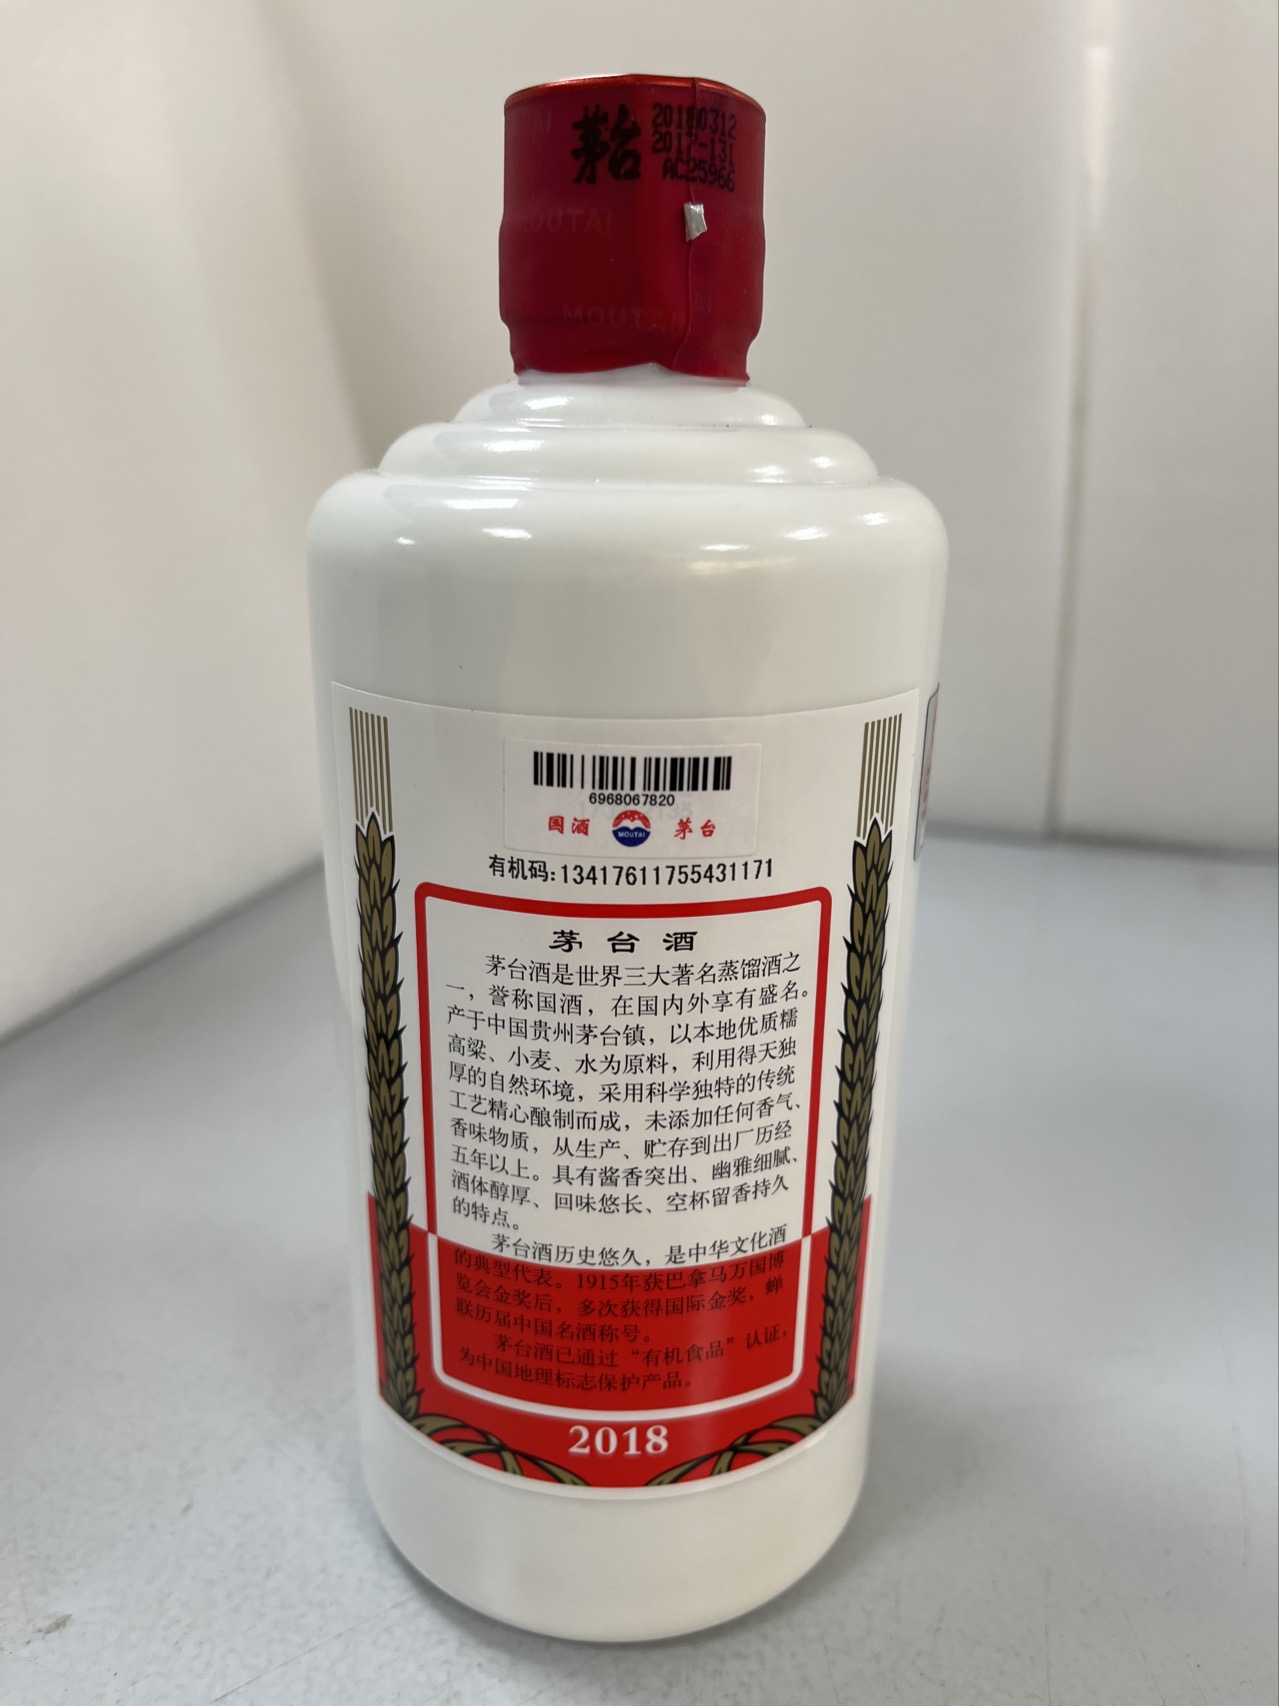 茅台
20180312
2017-131
AC25966
MOUTAI
6968067820
国酒 MOUTAI 茅台
有机码:13417611755431171
茅台酒
茅台酒是世界三大著名蒸馏酒之
一，誉称国酒，在国内外享有盛名。
产于中国贵州茅台镇，以本地优质糯
高粱、小麦、水为原料，利用得天独
厚的自然环境，采用科学独特的传统
工艺精心酿制而成，未添加任何香气、
香味物质，从生产、贮存到出厂历经
五年以上。具有酱香突出、幽雅细腻、
酒体醇厚、回味悠长、空杯留香持久
的特点。
茅台酒历史悠久，是中华文化酒
的典型代表。1915年获巴拿马万国博
览会金奖后，多次获得国际金奖，蝉
联历届中国名酒称号。
茅台酒已通过“有机食品”认证，
为中国地理标志保护产品。
2018